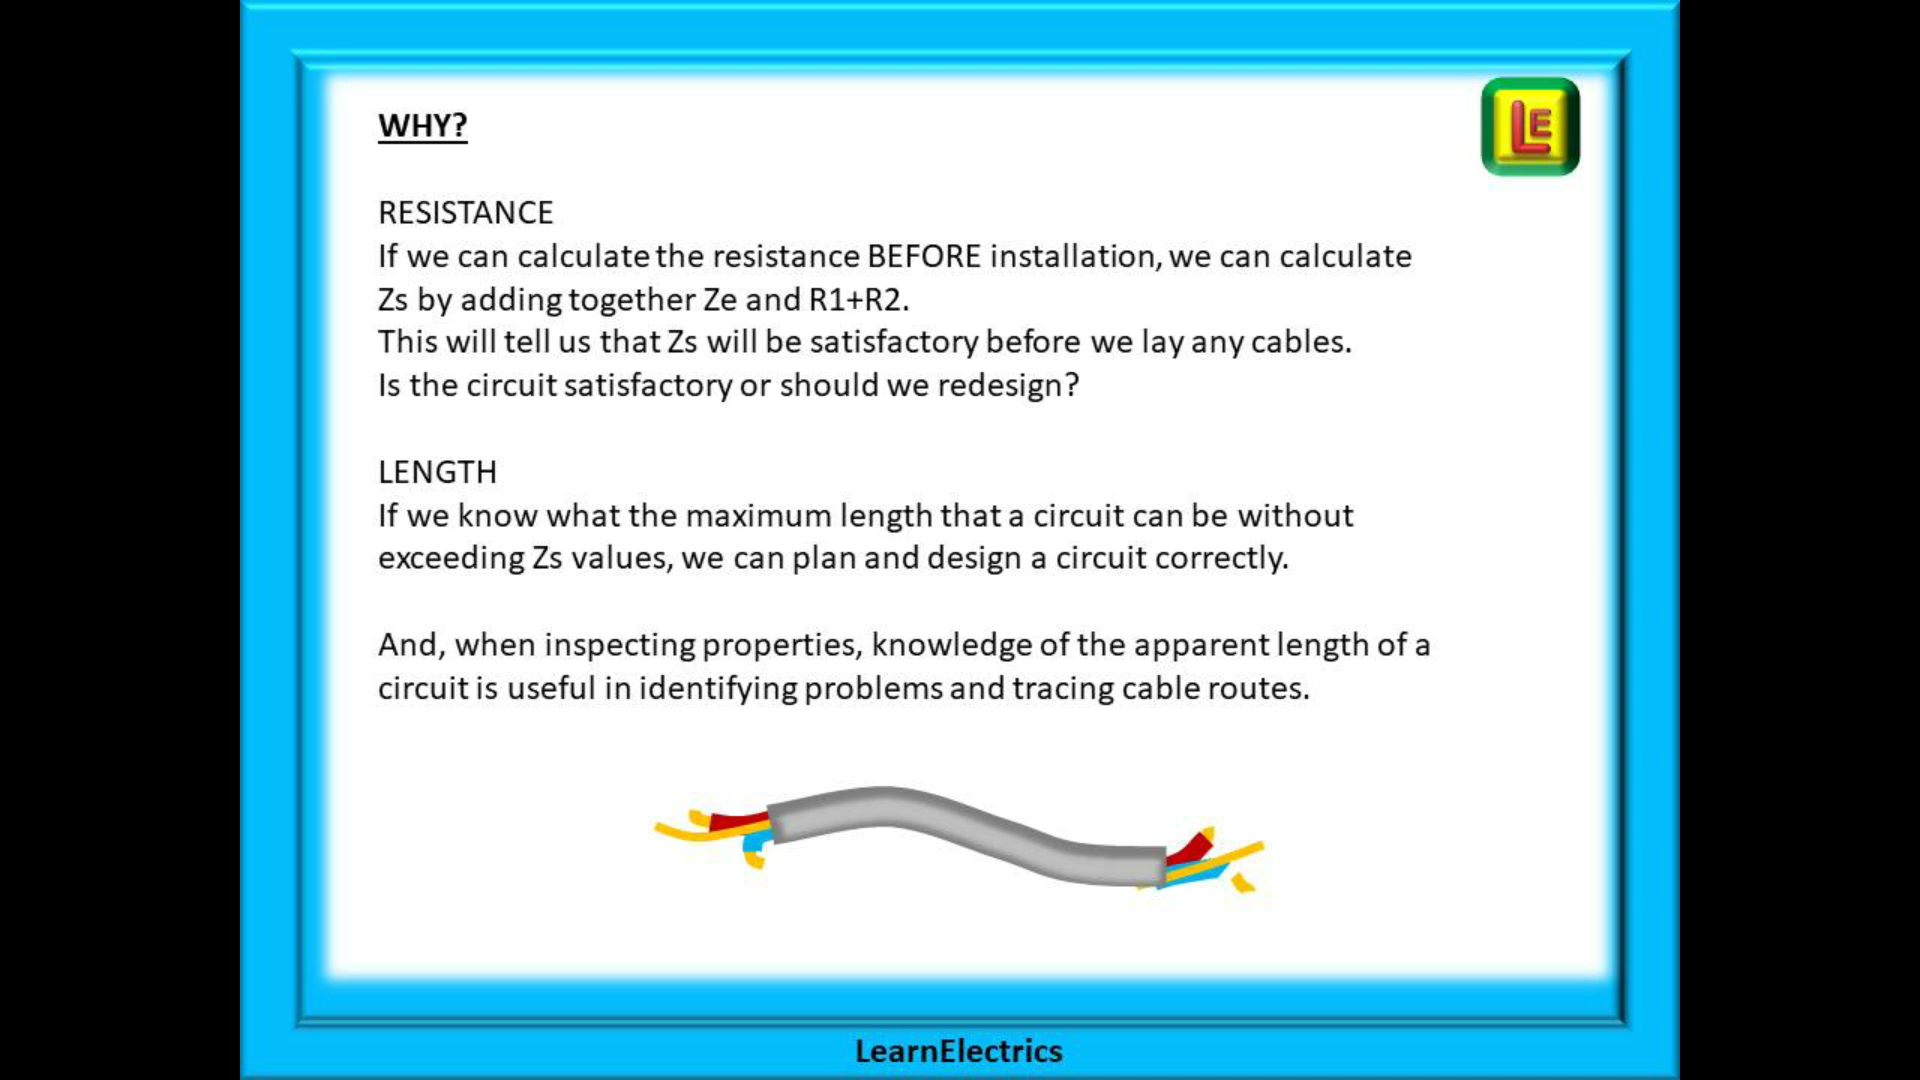 WHY?
LE
RESISTANCE
If we can calculate the resistance BEFORE installation, we can calculate
Zs by adding together Ze and R1+R2.
This will tell us that Zs will be satisfactory before we lay any cables.
Is the circuit satisfactory or should we redesign?
LENGTH
If we know what the maximum length that a circuit can be without
exceeding Zs values, we can plan and design a circuit correctly.
And, when inspecting properties, knowledge of the apparent length of a
circuit is useful in identifying problems and tracing cable routes.
LearnElectrics